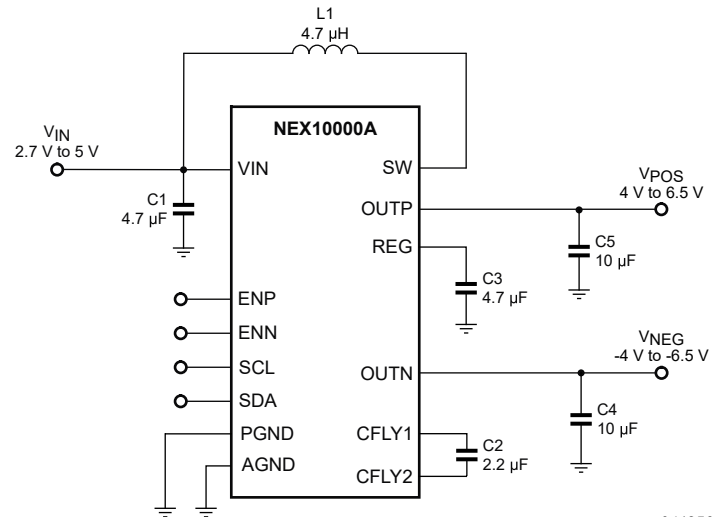 L1
4.7 µH
NEX10000A
VIN
2.7 V to 5 V
VIN
SW
C1
4.7 µF
VPOS
4 V to 6.5 V
OUTP
REG
C5
10 µF
C3
4.7 µF
ENP
ENN
SCL
SDA
PGND
AGND
VNEG
-4 V to -6.5 V
OUTN
C4
10 µF
CFLY1
CFLY2
C2
2.2 µF